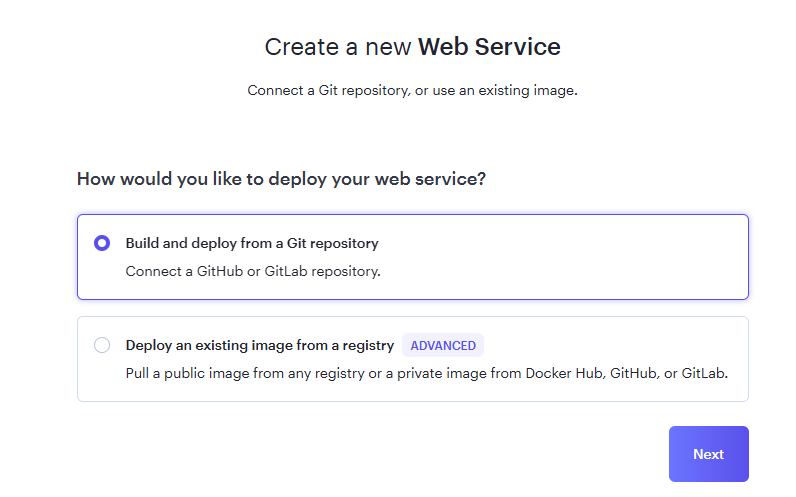 Create a new Web Service
Connect a Git repository, or use an existing image.
How would you like to deploy your web service?
Build and deploy from a Git repository
Connect a GitHub or GitLab repository.
Deploy an existing image from a registry ADVANCED
Pull a public image from any registry or a private image from Docker Hub, GitHub, or GitLab.
Next